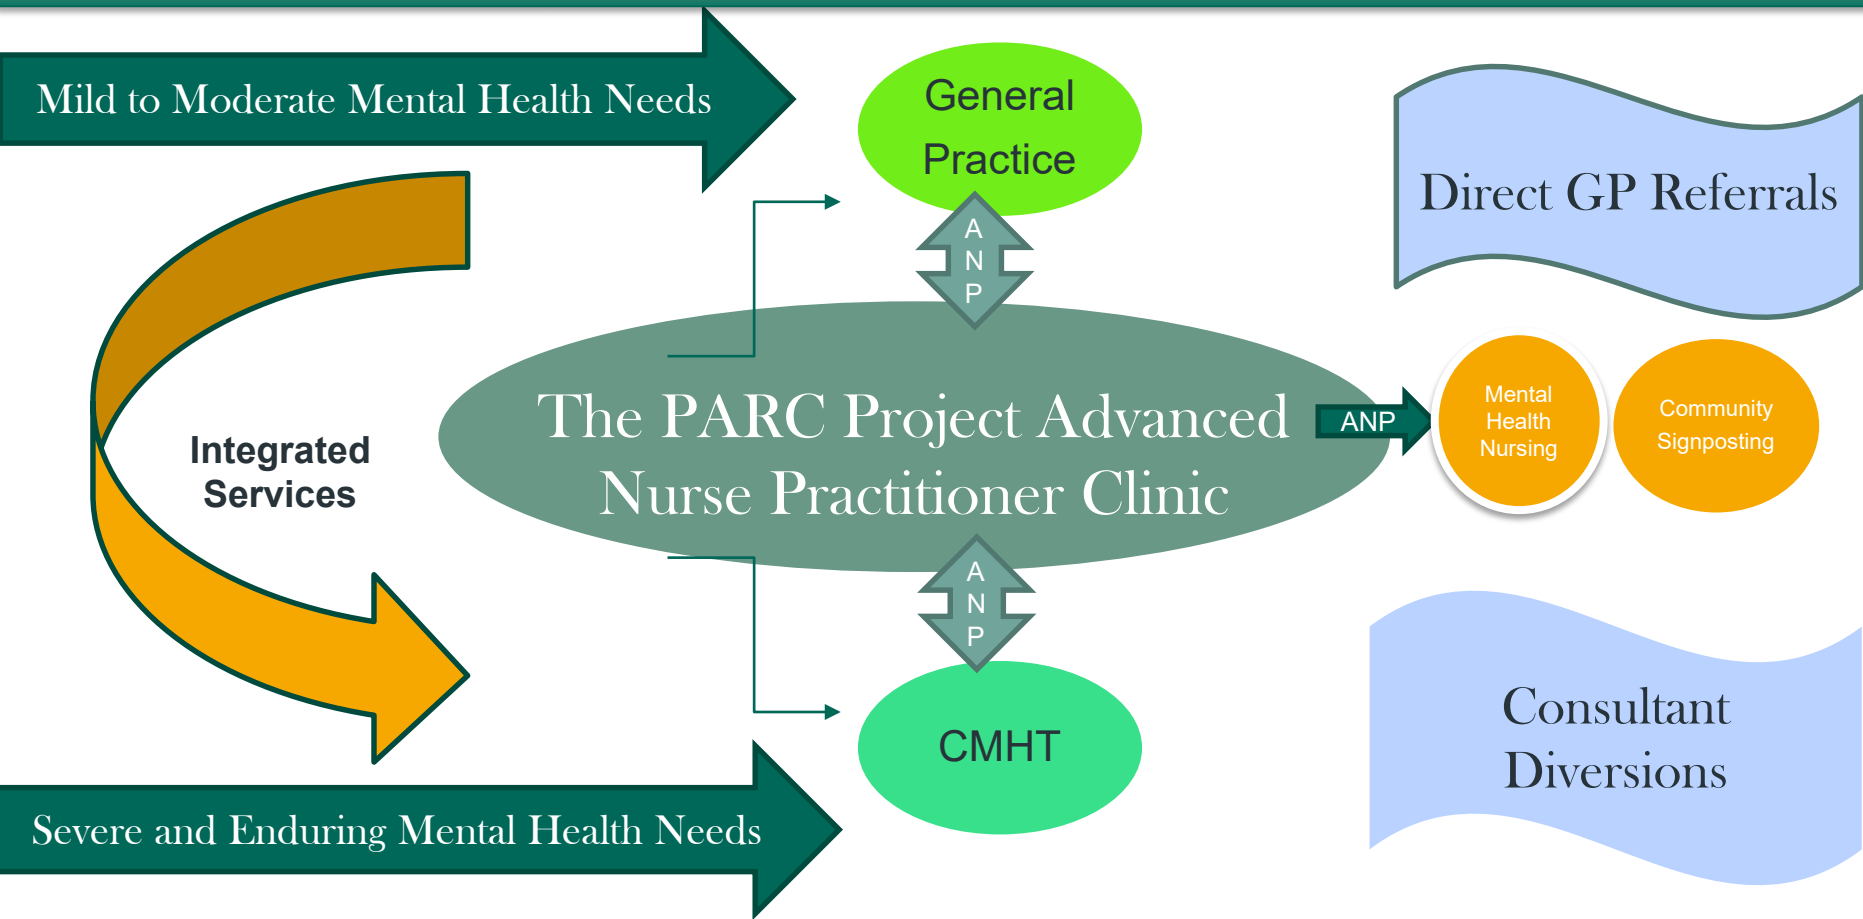 Mild to Moderate Mental Health Needs
General
Practice
Direct GP Referrals
A
N
P
The PARC Project Advanced
Nurse Practitioner Clinic
ANP
Mental
Health
Nursing
Community
Signposting
Integrated
Services
A
N
P
CMHT
Consultant
Diversions
Severe and Enduring Mental Health Needs